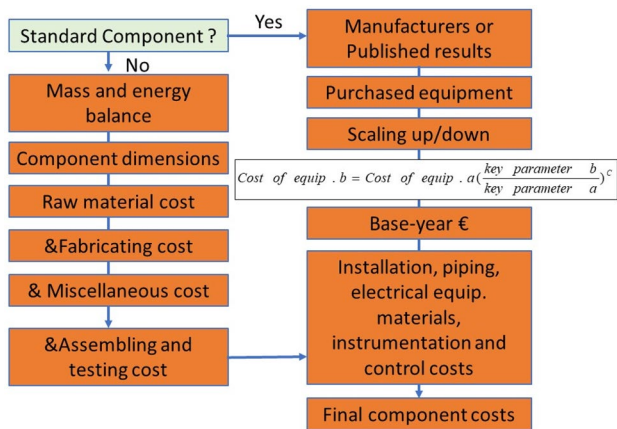 Standard Component ?
Yes
No
Mass and energy
balance
Component dimensions
Raw material cost
&Fabricating cost
& Miscellaneous cost
&Assembling and
testing cost
Manufacturers or
Published results
Purchased equipment
Scaling up/down
Cost of equip . b = Cost of equip . a(key parameter b / key parameter a)^c
Base-year €
Installation, piping,
electrical equip.
materials,
instrumentation and
control costs
Final component costs